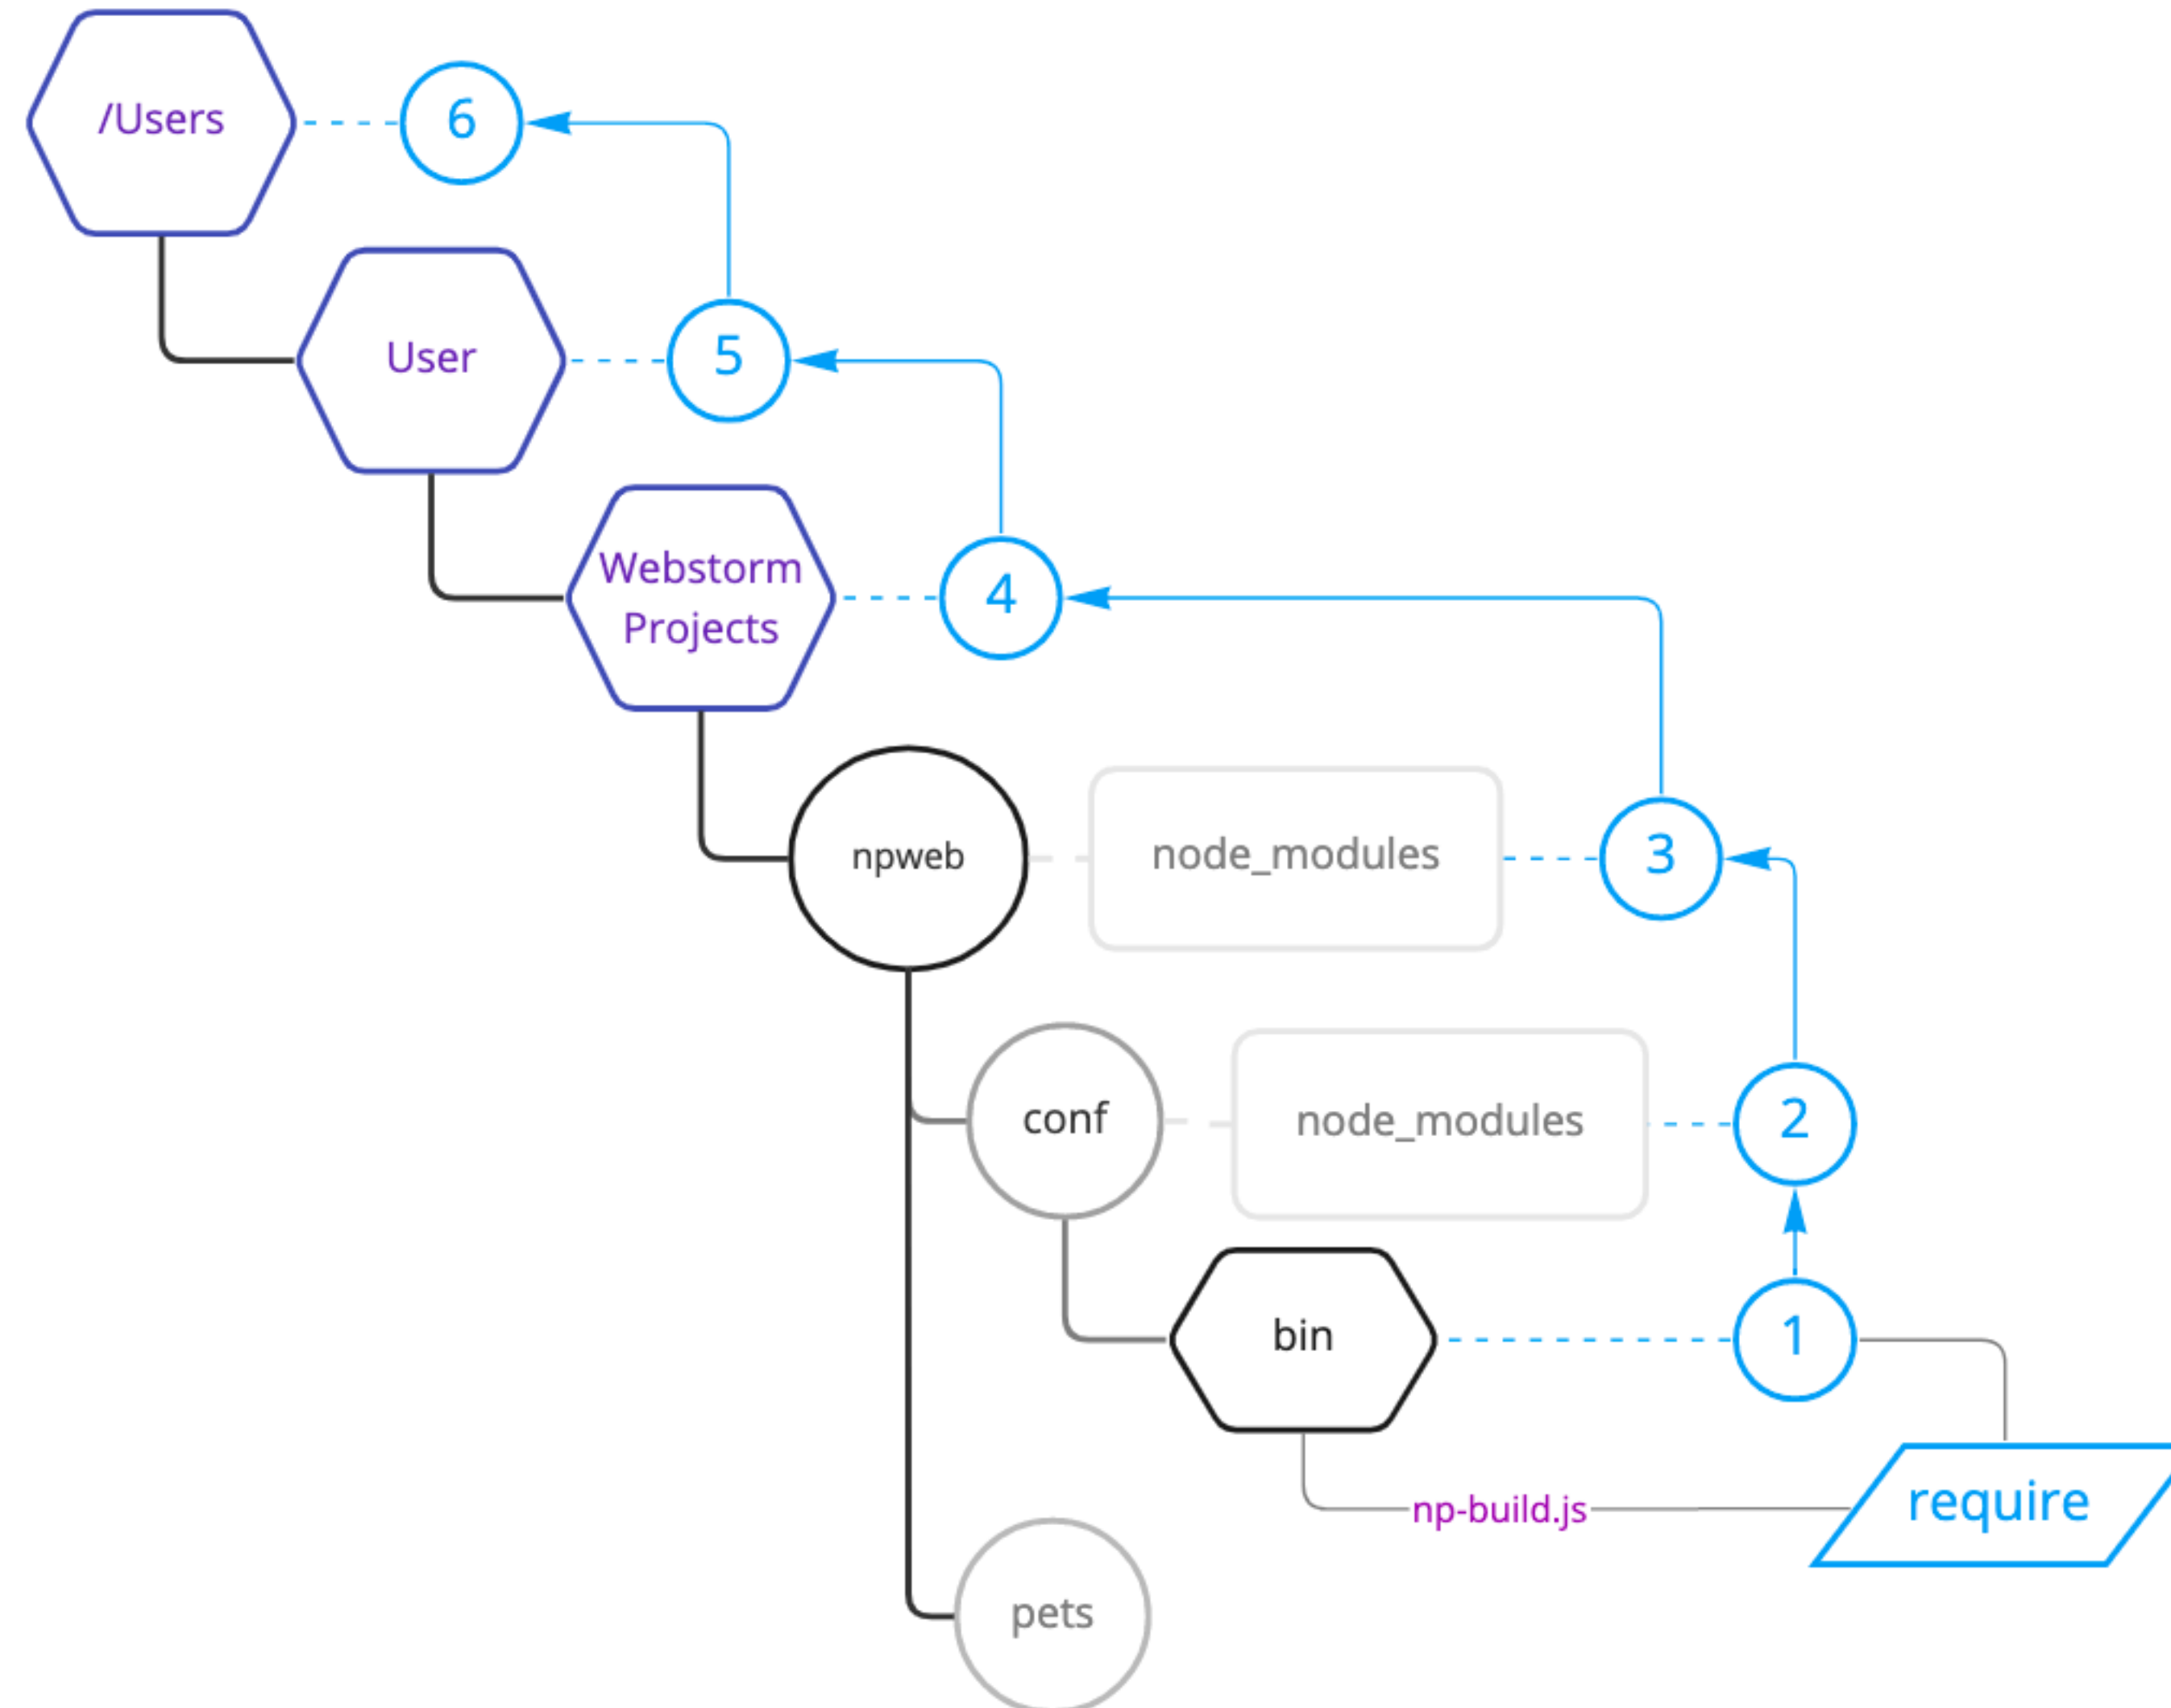 /Users
6
User
5
Webstorm
Projects
4
npweb
node_modules
3
conf
node_modules
2
bin
1
np-build.js
require
pets